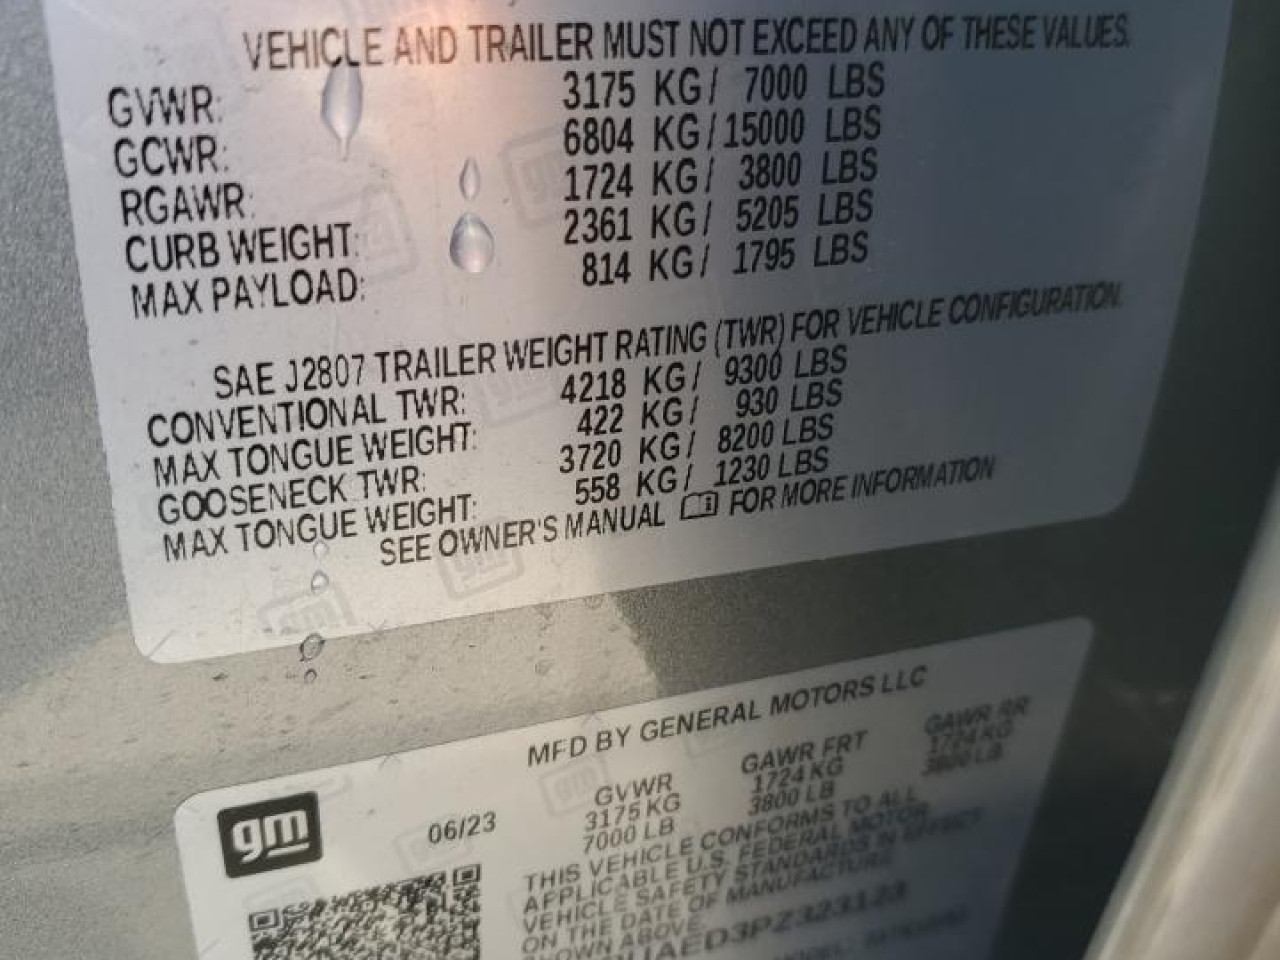 VEHICLE AND TRAILER MUST NOT EXCEED ANY OF THESE VALUES.
GVWR: 3175 KG/ 7000 LBS
GCWR: 6804 KG/ 15000 LBS
RGAWR: 1724 KG/ 3800 LBS
CURB WEIGHT: 2361 KG/ 5205 LBS
MAX PAYLOAD: 814 KG/ 1795 LBS
SAE J2807 TRAILER WEIGHT RATING (TWR) FOR VEHICLE CONFIGURATION.
CONVENTIONAL TWR: 4218 KG/ 9300 LBS
MAX TONGUE WEIGHT: 422 KG/ 930 LBS
GOOSENECK TWR: 3720 KG/ 8200 LBS
MAX TONGUE WEIGHT: 558 KG/ 1230 LBS
SEE OWNER'S MANUAL FOR MORE INFORMATION
MFD BY GENERAL MOTORS LLC
gm 06/23
GVWR GAWR FRT GAWR RR
3175 KG 1724 KG 1724 KG
7000 LB 3800 LB 3800 LB
THIS VEHICLE CONFORMS TO ALL
APPLICABLE U.S. FEDERAL MOTOR
VEHICLE SAFETY STANDARDS IN EFFECT
ON THE DATE OF MANUFACTURE
SHOWN ABOVE.